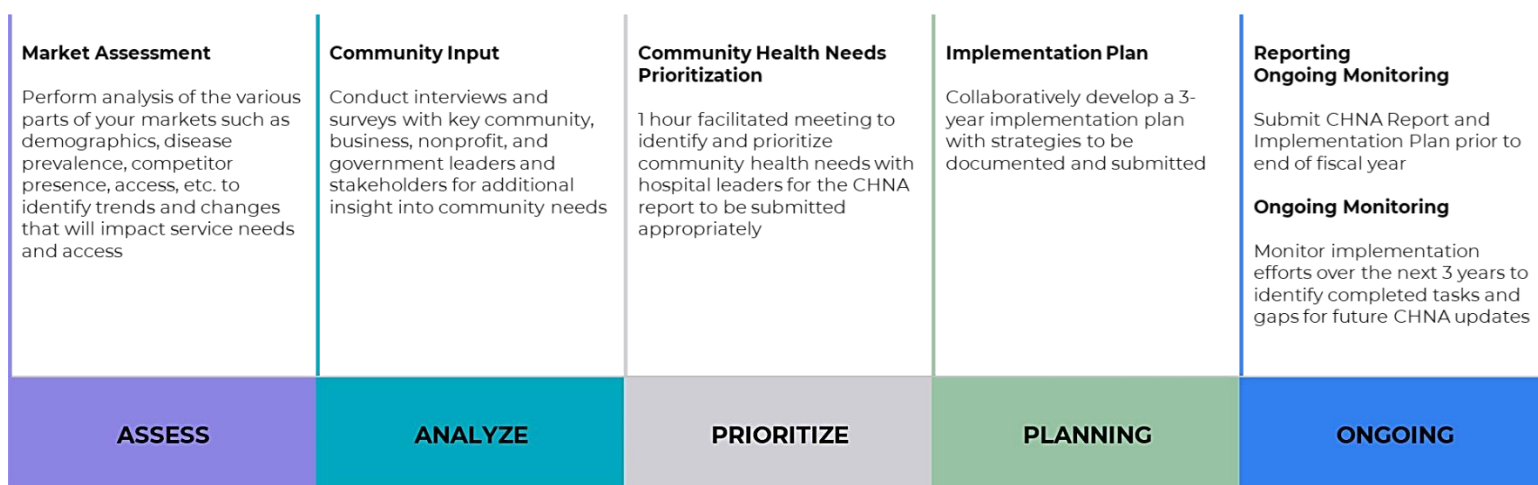 Market Assessment
Perform analysis of the various
parts of your markets such as
demographics, disease
prevalence, competitor
presence, access, etc. to
identify trends and changes
that will impact service needs
and access
ASSESS
Community Input
Conduct interviews and
surveys with key community,
business, nonprofit, and
government leaders and
stakeholders for additional
insight into community needs
ANALYZE
Community Health Needs
Prioritization
1 hour facilitated meeting to
identify and prioritize
community health needs with
hospital leaders for the CHNA
report to be submitted
appropriately
PRIORITIZE
Implementation Plan
Collaboratively develop a 3-
year implementation plan
with strategies to be
documented and submitted
PLANNING
Reporting
Ongoing Monitoring
Submit CHNA Report and
Implementation Plan prior to
end of fiscal year
Ongoing Monitoring
Monitor implementation
efforts over the next 3 years to
identify completed tasks and
gaps for future CHNA updates
ONGOING